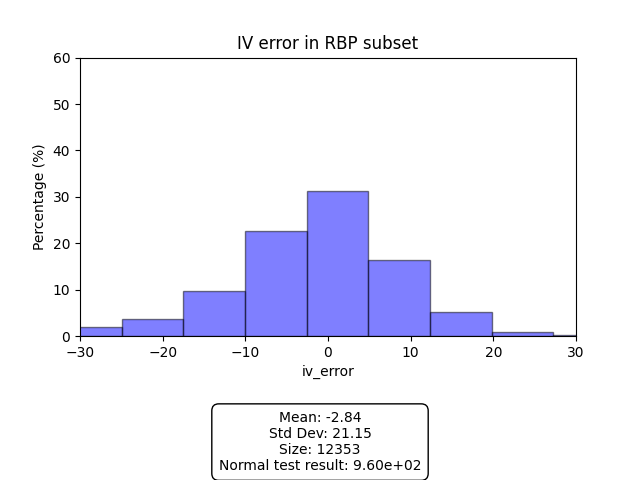 IV error in RBP subset
60
50
40
30
20
10
0
Percentage (%)
−30
−20
−10
0
10
20
30
iv_error
Mean: -2.84
Std Dev: 21.15
Size: 12353
Normal test result: 9.60e+02